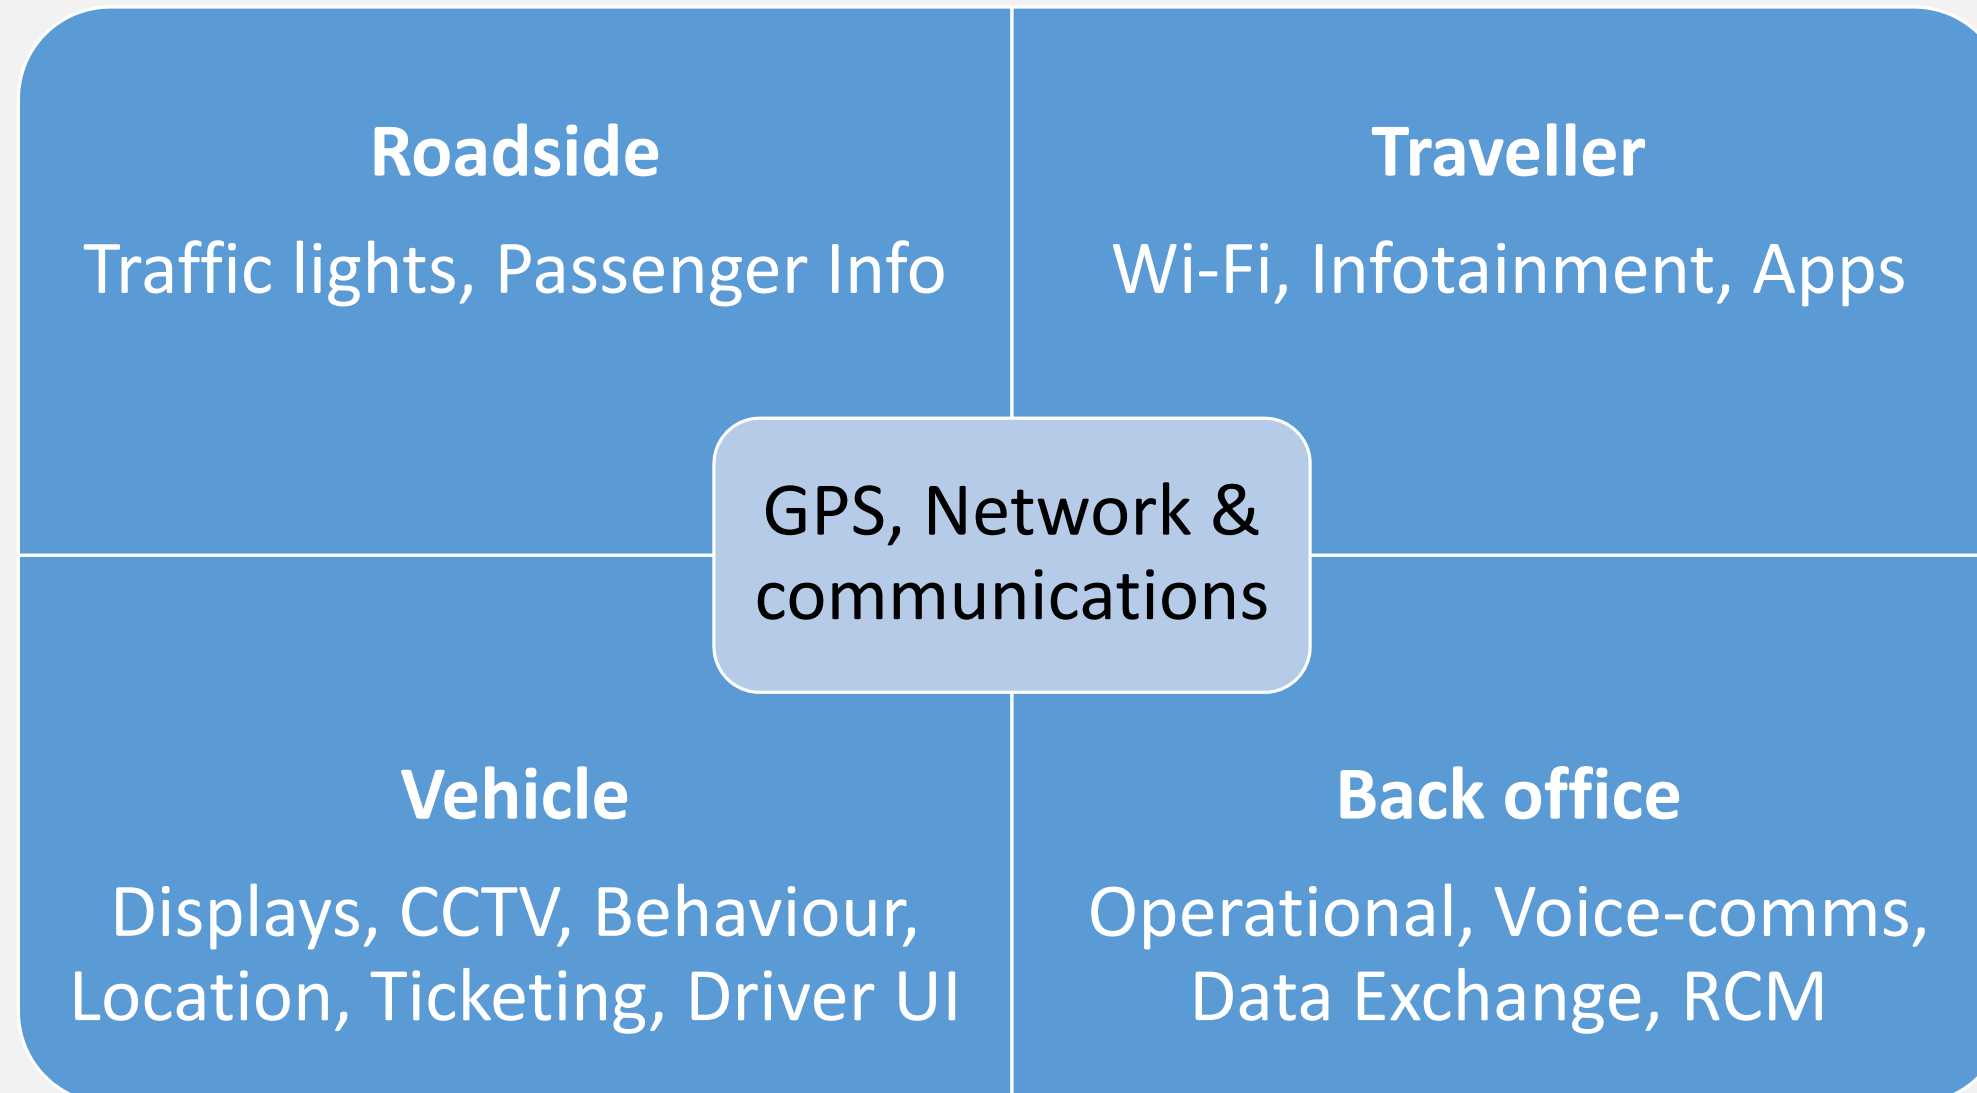 Roadside
Traffic lights, Passenger Info
Traveller
Wi-Fi, Infotainment, Apps
GPS, Network &
communications
Vehicle
Displays, CCTV, Behaviour,
Location, Ticketing, Driver UI
Back office
Operational, Voice-comms,
Data Exchange, RCM